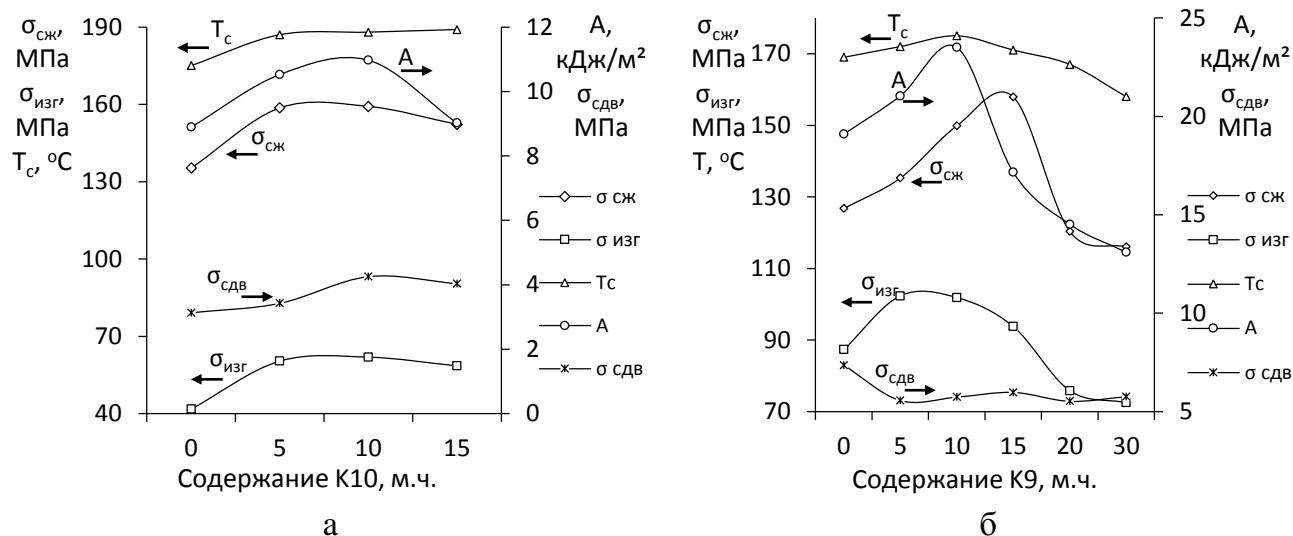 σсж,
МПа
σизг,
МПа
Tс, °C
190
160
130
100
70
40
Tс
A
σсж
σсдв
σизг
12
10
8
6
4
2
0
A,
кДж/м²
σсдв,
МПа
σ сж
σ изг
Тс
A
σ сдв
0 5 10 15
Содержание К10, м.ч.
а
σсж,
МПа
σизг,
МПа
T, °C
170
150
130
110
90
70
Tс
A
σсж
σизг
σсдв
25
20
15
10
5
A,
кДж/м²
σсдв,
МПа
σ сж
σ изг
Тс
A
σ сдв
0 5 10 15 20 30
Содержание К9, м.ч.
б